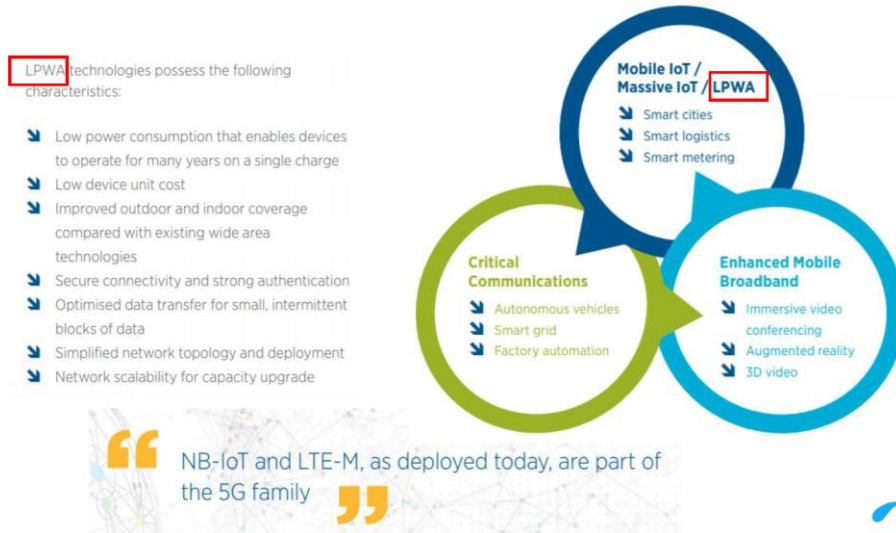 LPWA technologies possess the following
characteristics:
Low power consumption that enables devices
to operate for many years on a single charge
Low device unit cost
Improved outdoor and indoor coverage
compared with existing wide area
technologies
Secure connectivity and strong authentication
Optimised data transfer for small, intermittent
blocks of data
Simplified network topology and deployment
Network scalability for capacity upgrade
Mobile IoT /
Massive IoT / LPWA
Smart cities
Smart logistics
Smart metering
Critical
Communications
Autonomous vehicles
Smart grid
Factory automation
Enhanced Mobile
Broadband
Immersive video
conferencing
Augmented reality
3D video
“NB-IoT and LTE-M, as deployed today, are part of
the 5G family”